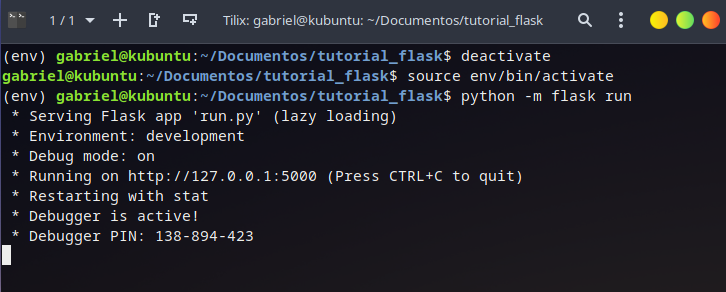 1 / 1 Tilix: gabriel@kubuntu: ~/Documentos/tutorial_flask
(env) gabriel@kubuntu:~/Documentos/tutorial_flask$ deactivate
gabriel@kubuntu:~/Documentos/tutorial_flask$ source env/bin/activate
(env) gabriel@kubuntu:~/Documentos/tutorial_flask$ python -m flask run
 * Serving Flask app 'run.py' (lazy loading)
 * Environment: development
 * Debug mode: on
 * Running on http://127.0.0.1:5000 (Press CTRL+C to quit)
 * Restarting with stat
 * Debugger is active!
 * Debugger PIN: 138-894-423